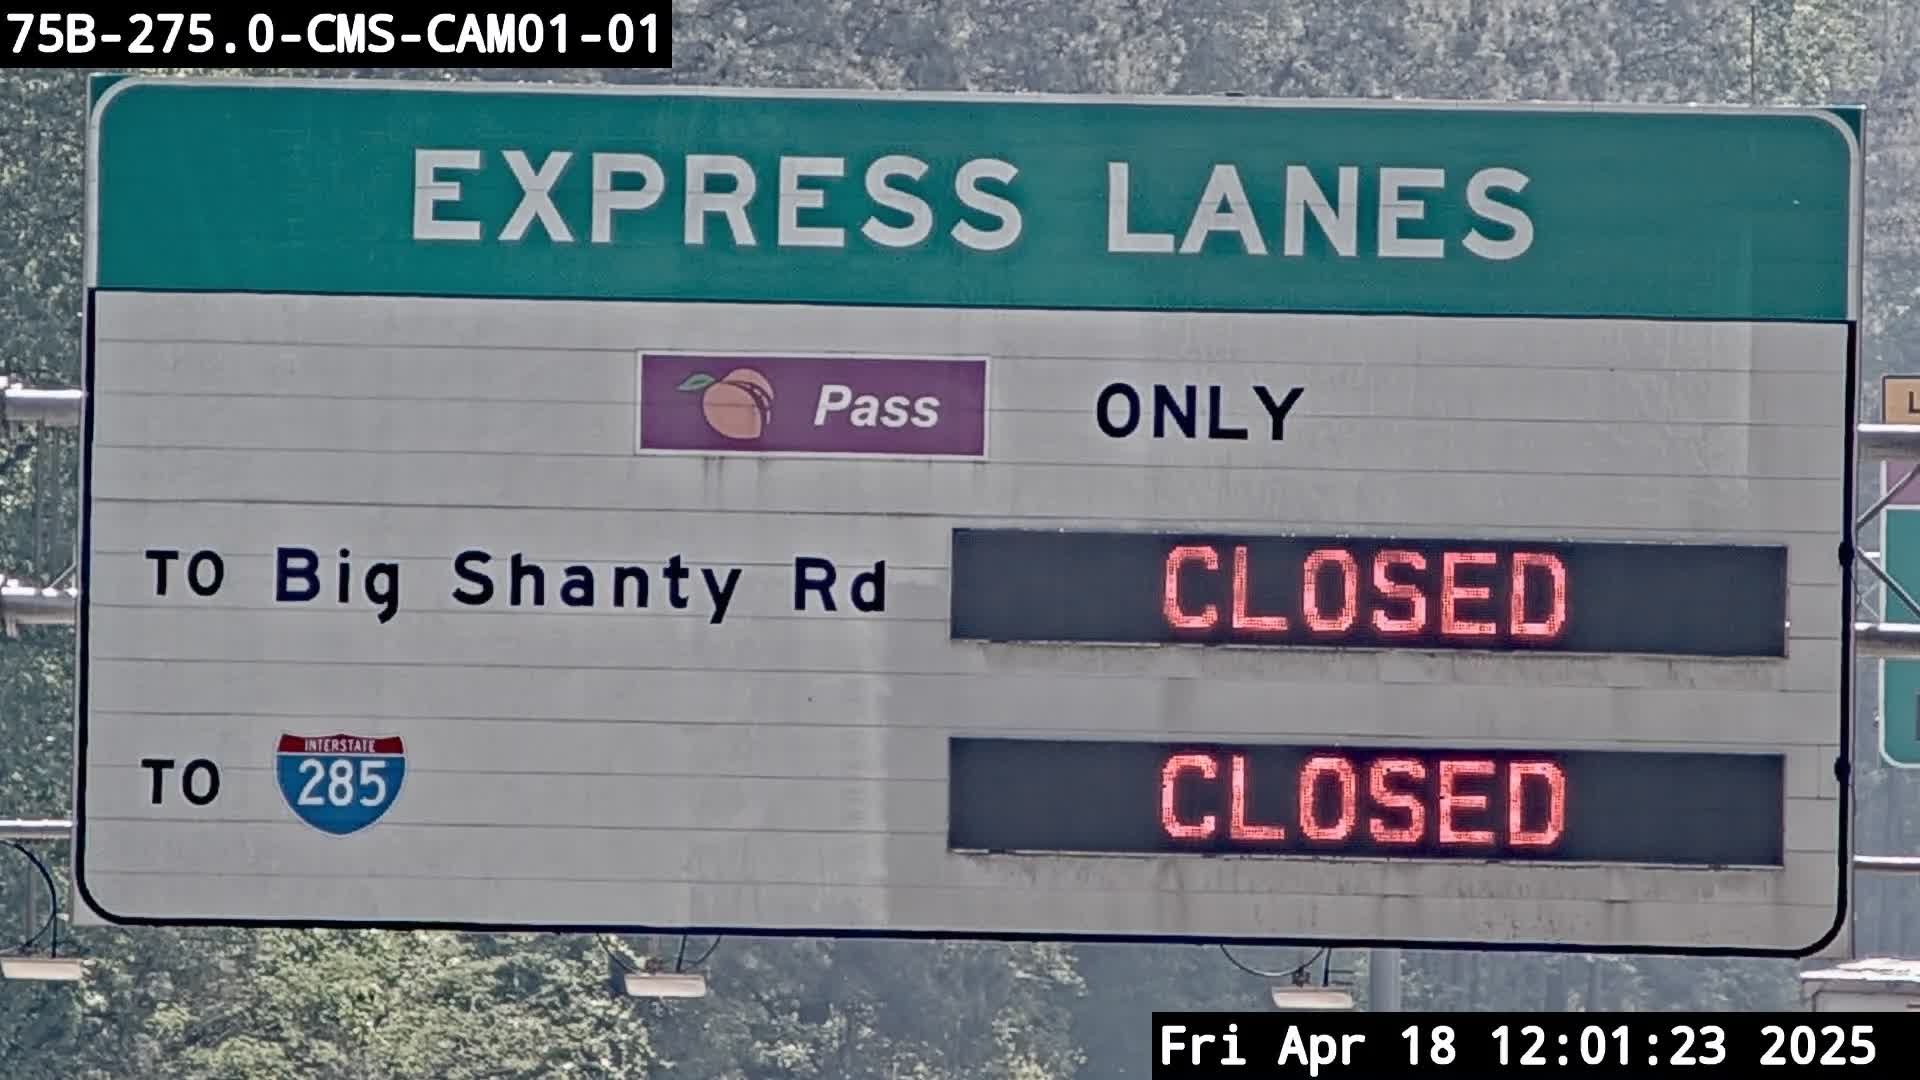 75B-275.0-CMS-CAM01-01
EXPRESS LANES
Pass ONLY
TO Big Shanty Rd CLOSED
TO INTERSTATE 285 CLOSED
Fri Apr 18 12:01:23 2025